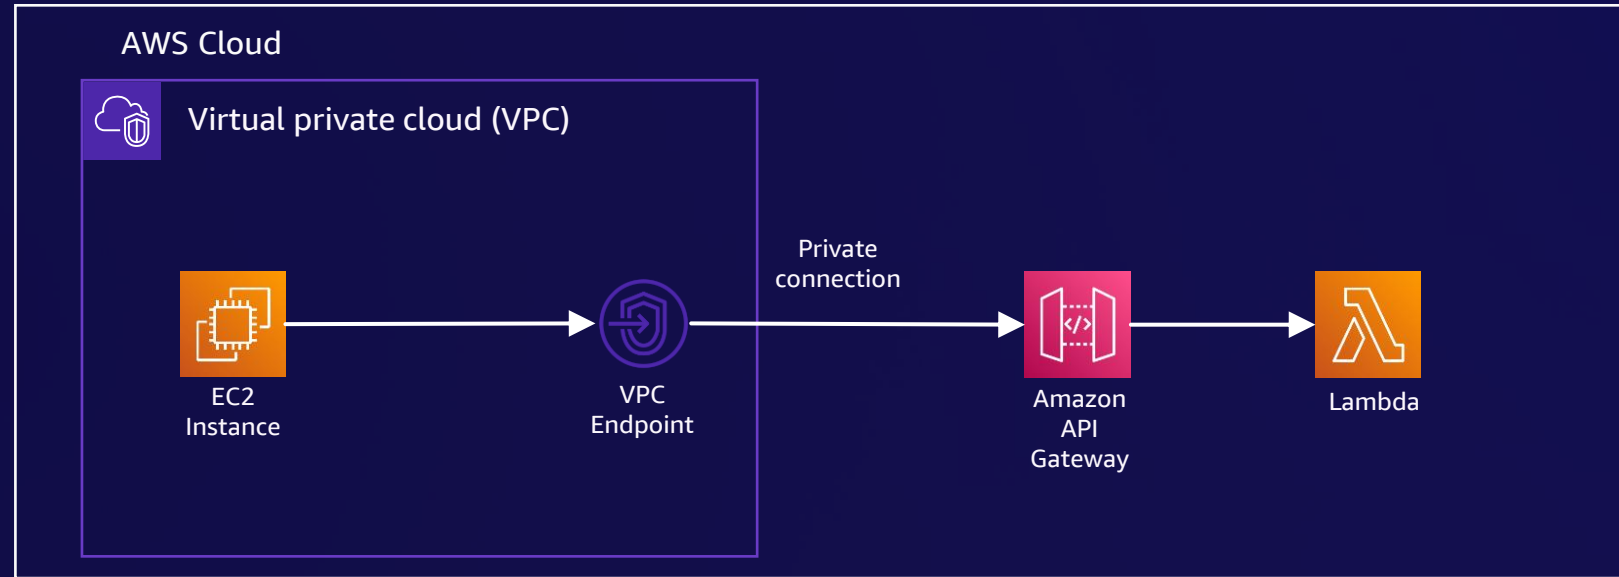 AWS Cloud
Virtual private cloud (VPC)
Private
connection
EC2
Instance
VPC
Endpoint
</>
Amazon
API
Gateway
Lambda